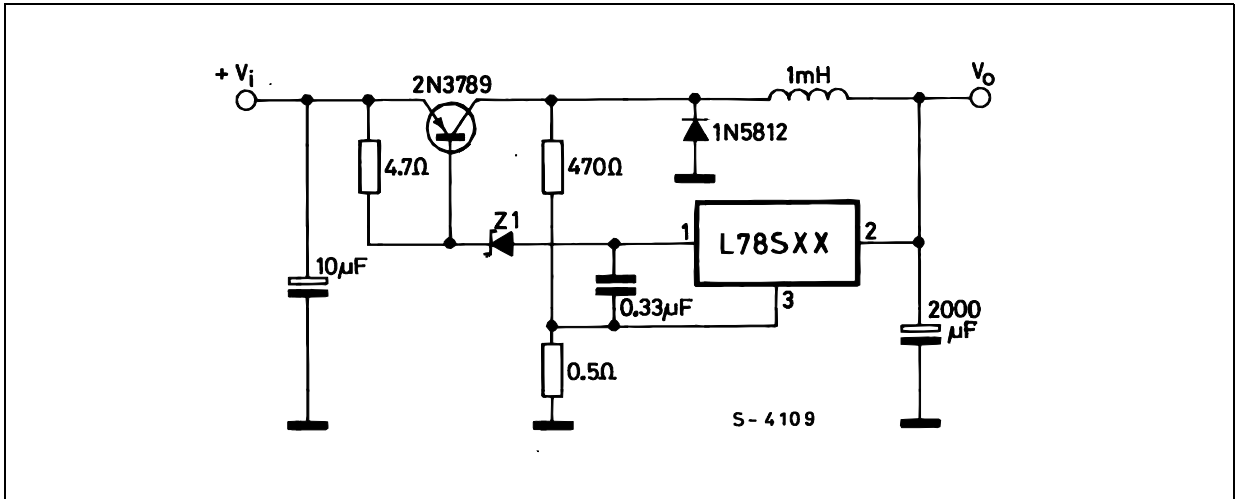 + Vi
2N3789
1mH
Vo
1N5812
4.7Ω
470Ω
Z1
1
L78SXX
2
10µF
0.33µF
3
2000
µF
0.5Ω
S-4109